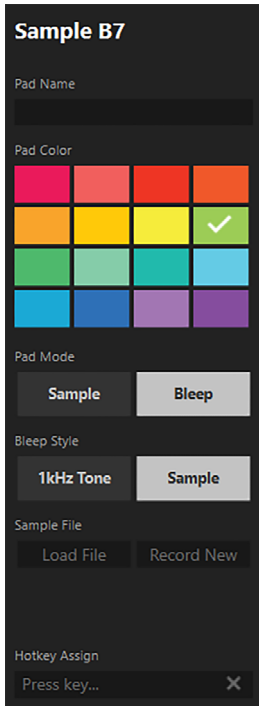 Sample B7
Pad Name
Pad Color
Pad Mode
Sample Bleep
Bleep Style
1kHz Tone Sample
Sample File
Load File Record New
Hotkey Assign
Press key...